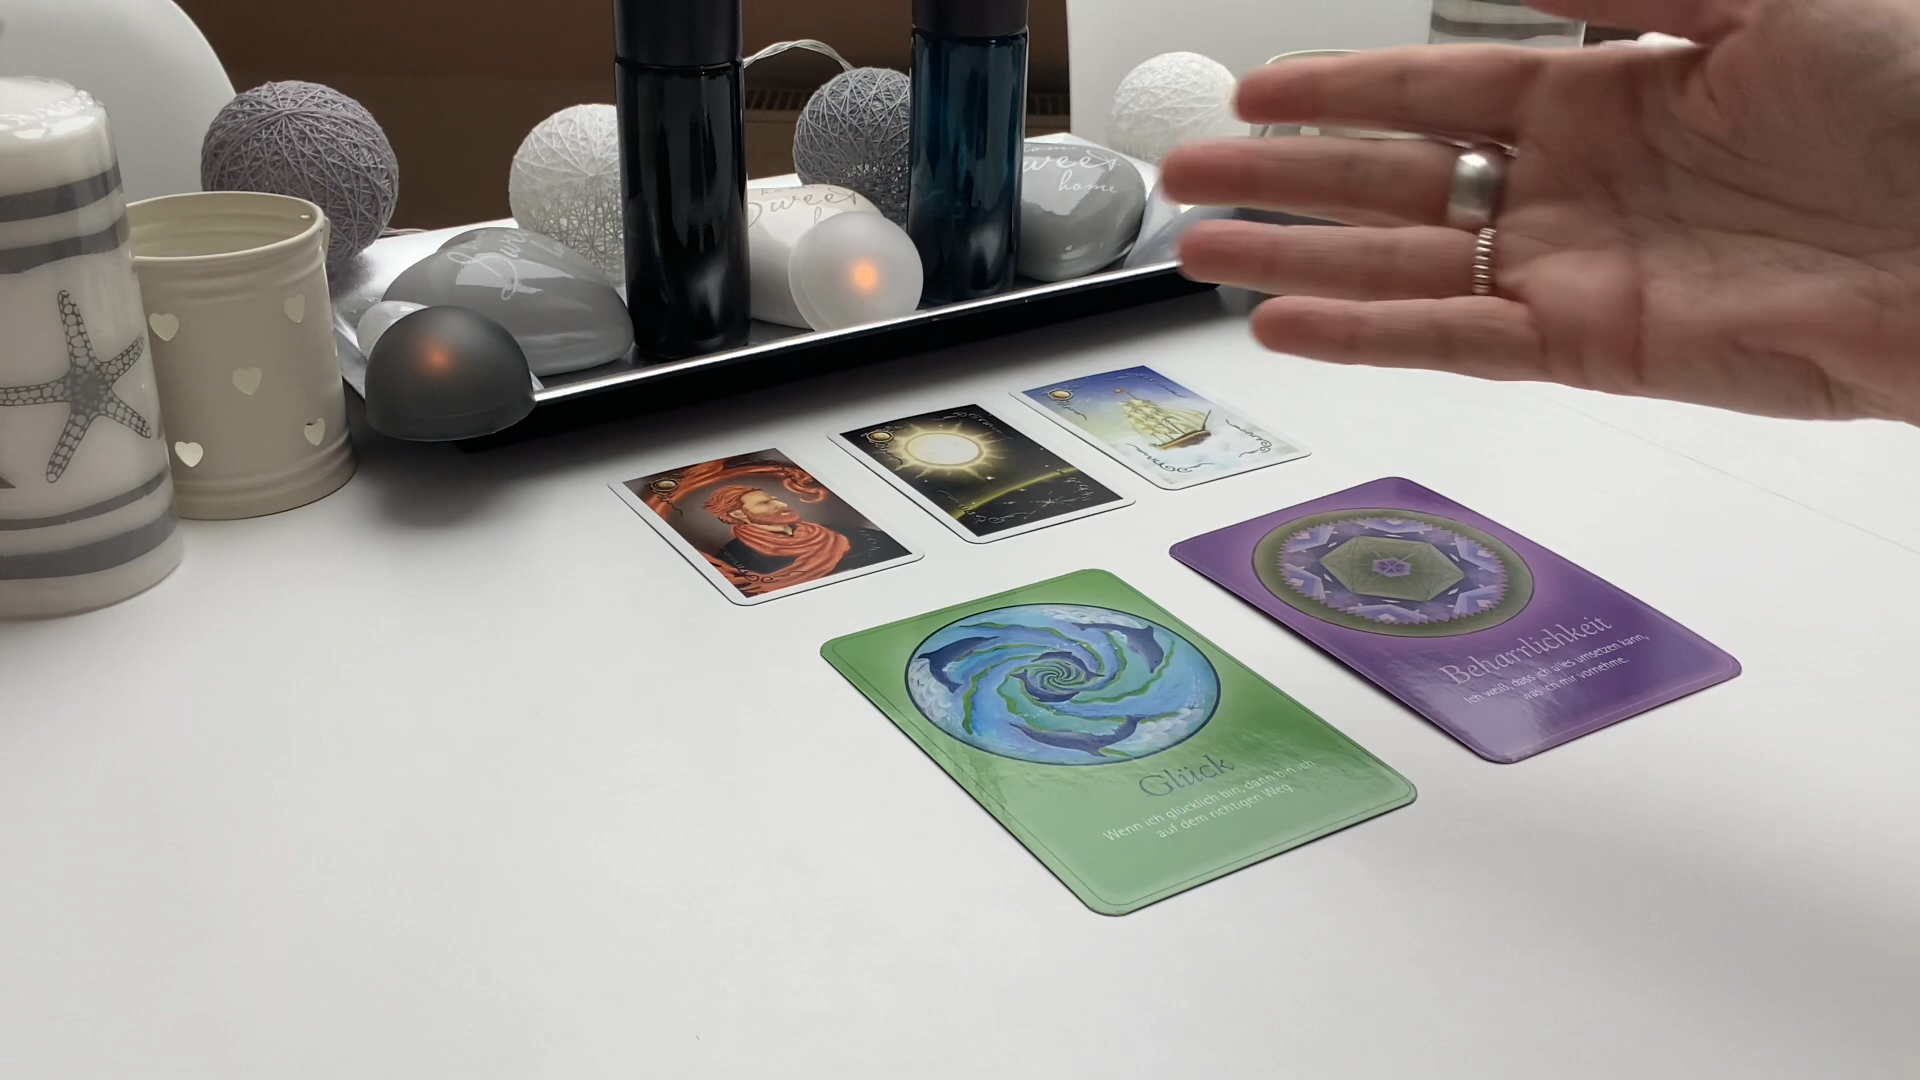 Sweet
h
weet
home
Glück
Wenn ich glücklich bin, dann bin ich
auf dem richtigen Weg.
Beharrlichkeit
Ich weiß, dass ich alles umsetzen kann,
was ich mir vornehme.